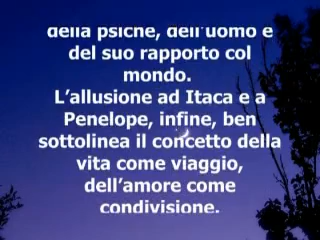 della psiche, dell'uomo e
del suo rapporto col
mondo.
L'allusione ad Itaca e a
Penelope, infine, ben
sottolinea il concetto della
vita come viaggio,
dell'amore come
condivisione.